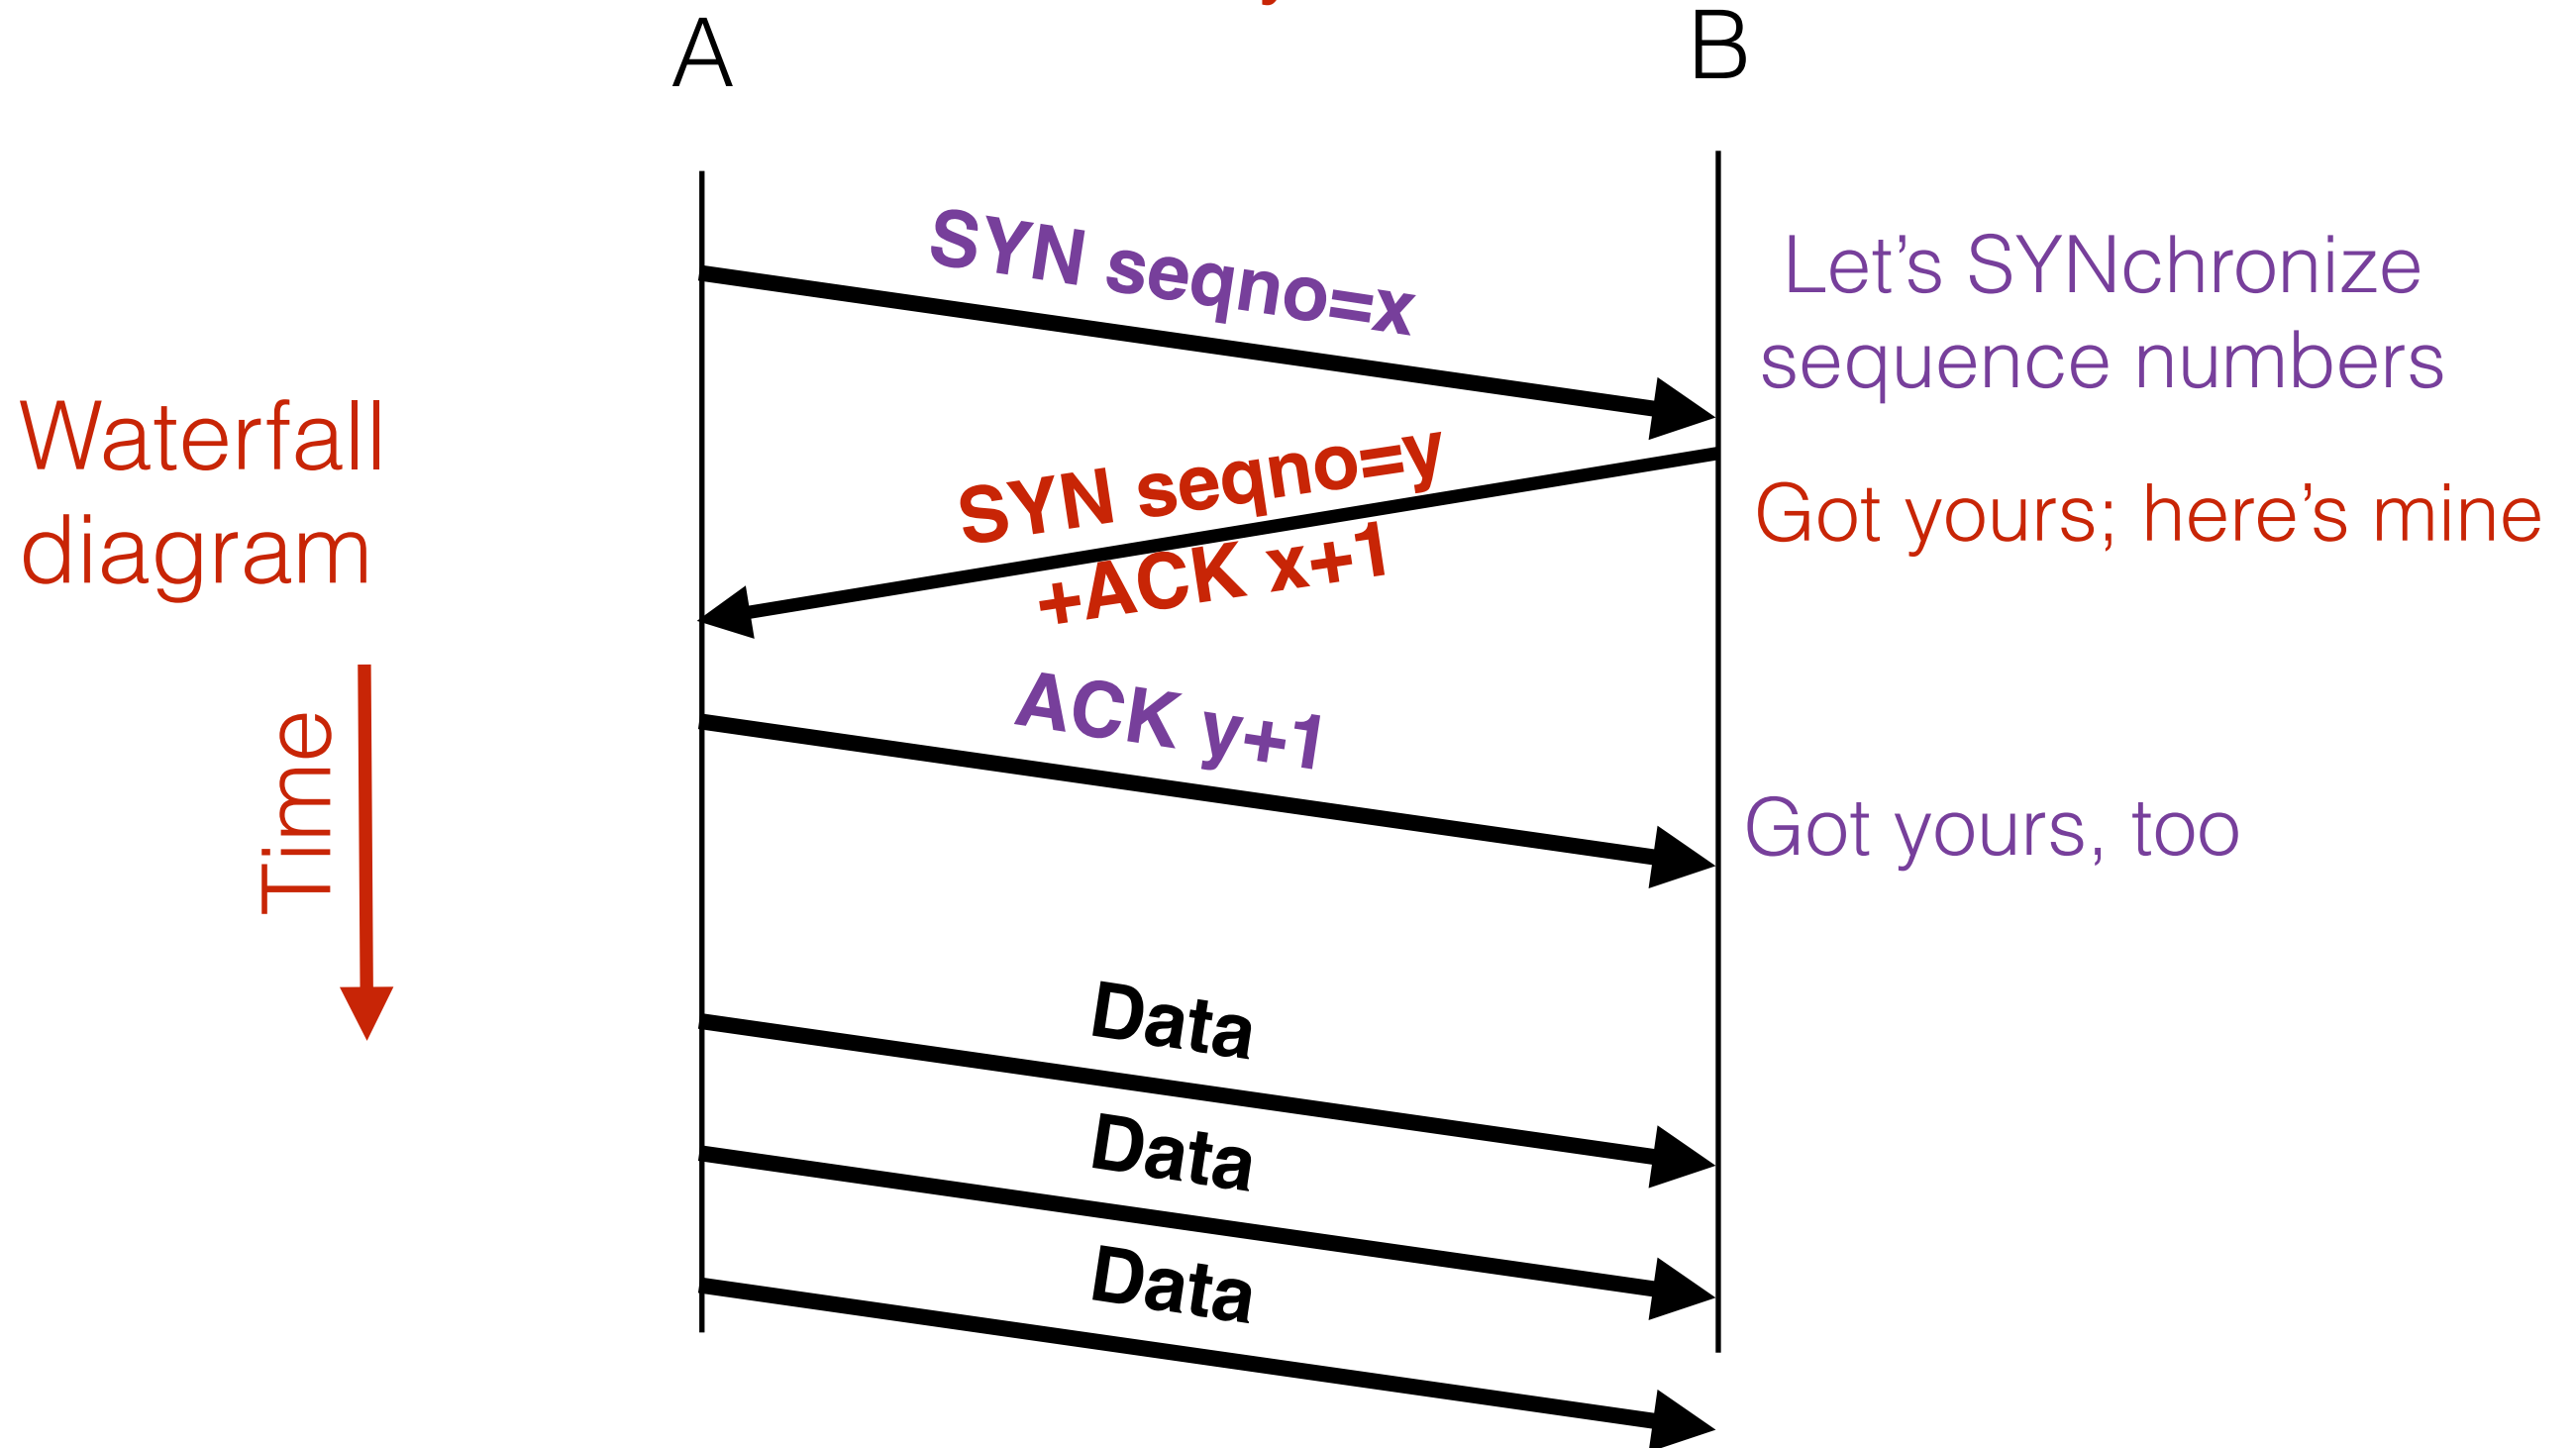 A
B
SYN seqno=x
Let’s SYNchronize
sequence numbers
Waterfall
diagram
SYN seqno=y
+ACK x+1
Got yours; here’s mine
Time
ACK y+1
Got yours, too
Data
Data
Data